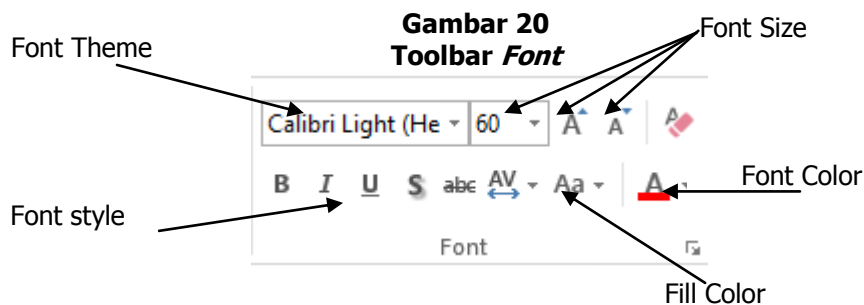 Gambar 20
Toolbar Font
Font Theme
Font Size
Calibri Light (He
60
A A A
B I U S abc AV Aa A
Font Color
Font style
Font
Fill Color